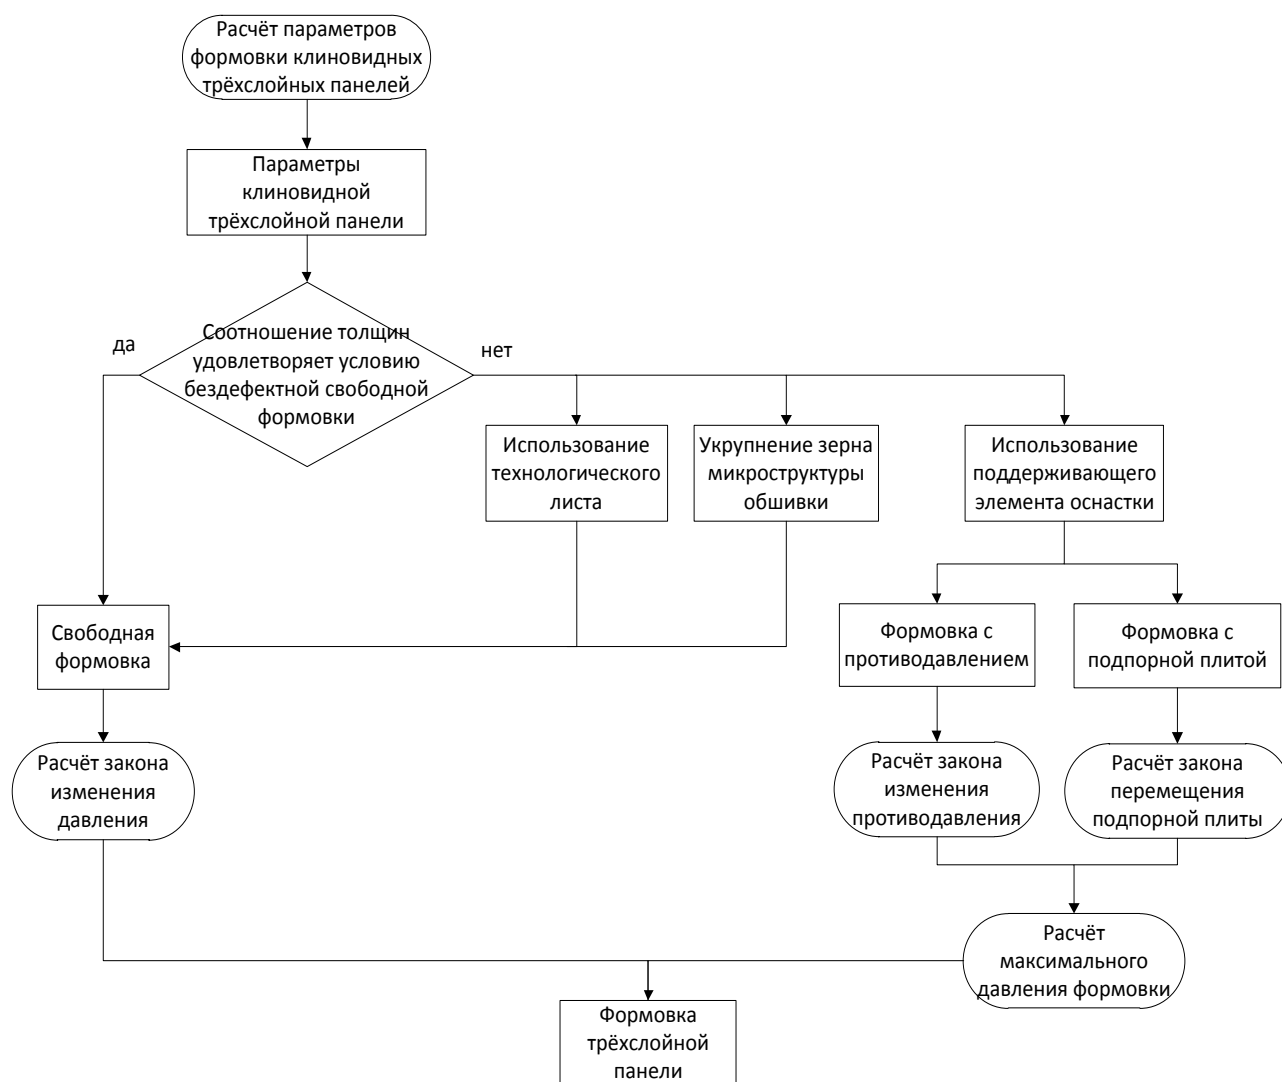 Расчёт параметров
формовки клиновидных
трёхслойных панелей
Параметры
клиновидной
трёхслойной панели
Соотношение толщин
удовлетворяет условию
бездефектной свободной
формовки
да
нет
Использование
технологического
листа
Укрупнение зерна
микроструктуры
обшивки
Использование
поддерживающего
элемента оснастки
Свободная
формовка
Формовка с
противодавлением
Формовка с
подпорной плитой
Расчёт закона
изменения
давления
Расчёт закона
изменения
противодавления
Расчёт закона
перемещения
подпорной плиты
Расчёт
максимального
давления формовки
Формовка
трёхслойной
панели